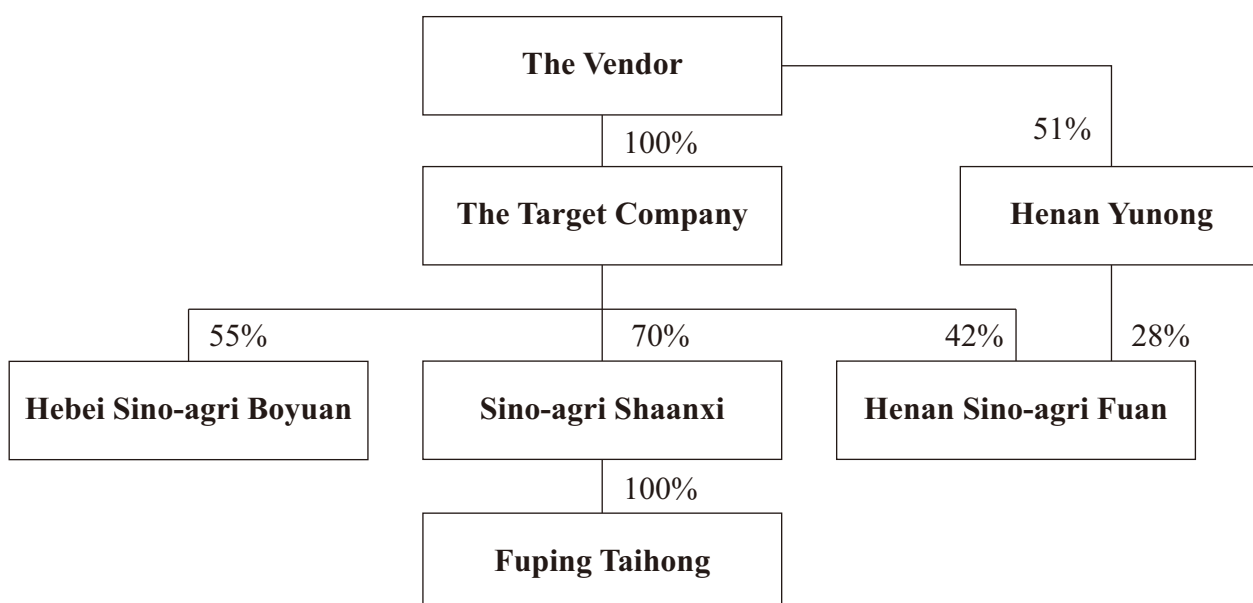 The Vendor
100%
51%
The Target Company
Henan Yunong
55%
70%
42%
28%
Hebei Sino-agri Boyuan
Sino-agri Shaanxi
Henan Sino-agri Fuan
100%
Fuping Taihong